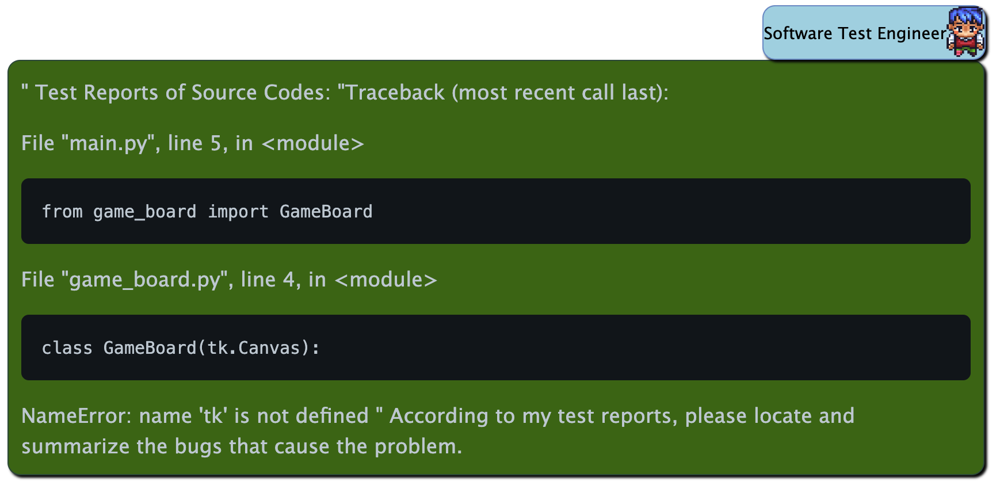 Software Test Engineer
" Test Reports of Source Codes: "Traceback (most recent call last):
File "main.py", line 5, in <module>
from game_board import GameBoard
File "game_board.py", line 4, in <module>
class GameBoard(tk.Canvas):
NameError: name 'tk' is not defined " According to my test reports, please locate and
summarize the bugs that cause the problem.